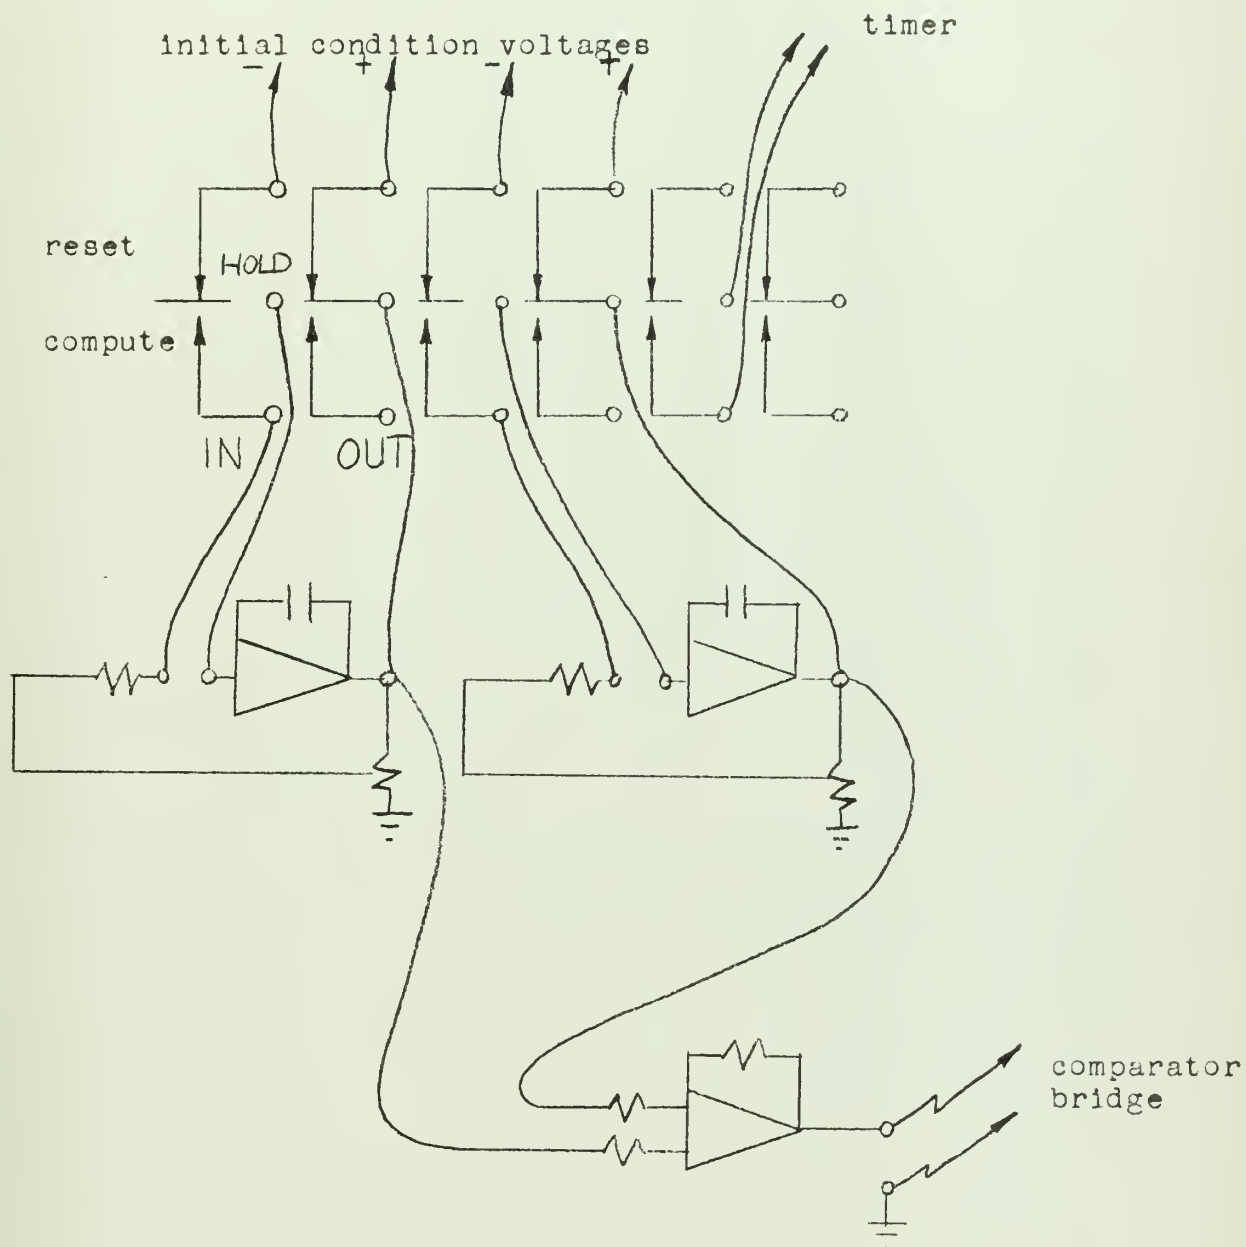 timer
initial condition voltages
- + - +
reset
HOLD
compute
IN OUT
comparator
bridge